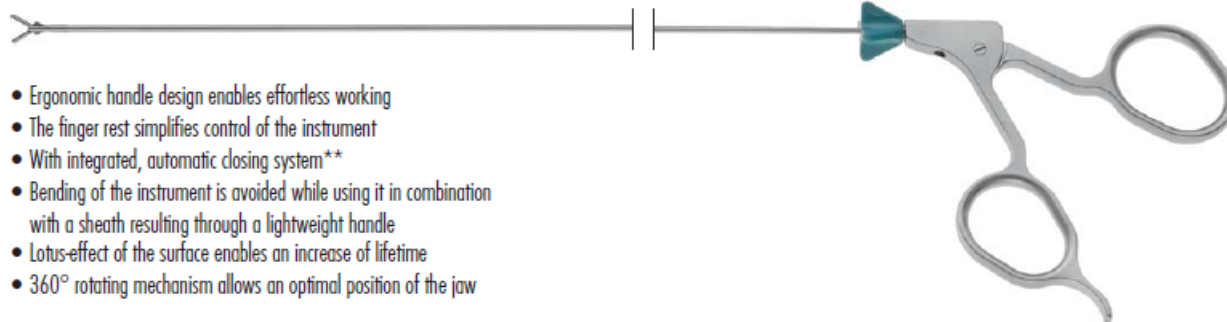 • Ergonomic handle design enables effortless working
• The finger rest simplifies control of the instrument
• With integrated, automatic closing system**
• Bending of the instrument is avoided while using it in combination
with a sheath resulting through a lightweight handle
• Lotus-effect of the surface enables an increase of lifetime
• 360° rotating mechanism allows an optimal position of the jaw